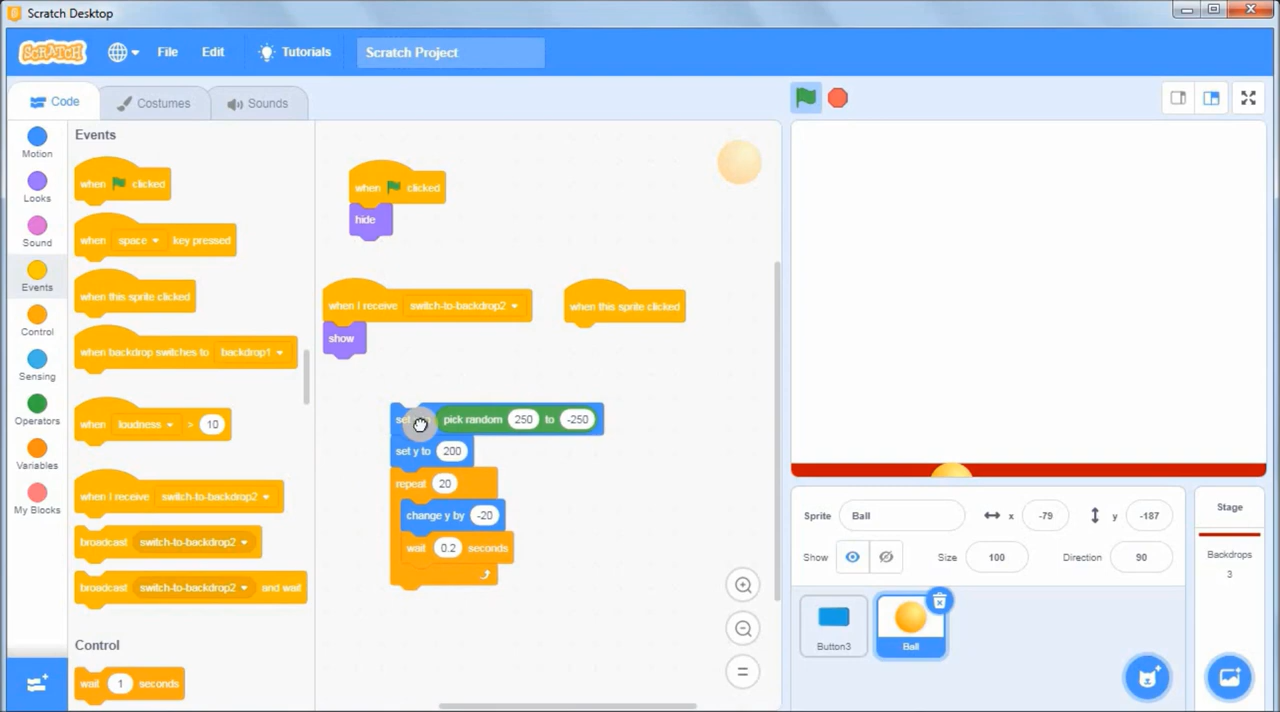 Scratch Desktop
SCRATCH File Edit Tutorials Scratch Project
Code Costumes Sounds
Motion
Looks
Sound
Events
Control
Sensing
Operators
Variables
My Blocks
Events
when clicked
when space key pressed
when this sprite clicked
when backdrop switches to backdrop1
when loudness > 10
when I receive switch-to-backdrop2
broadcast switch-to-backdrop2
broadcast switch-to-backdrop2 and wait
Control
wait 1 seconds
when clicked
hide
when I receive switch-to-backdrop2
show
when this sprite clicked
pick random 250 to -250
set y to 200
repeat 20
change y by -20
wait 0.2 seconds
Sprite Ball x -79 y -187
Show Size 100 Direction 90
Button3
Ball
Stage
Backdrops
3